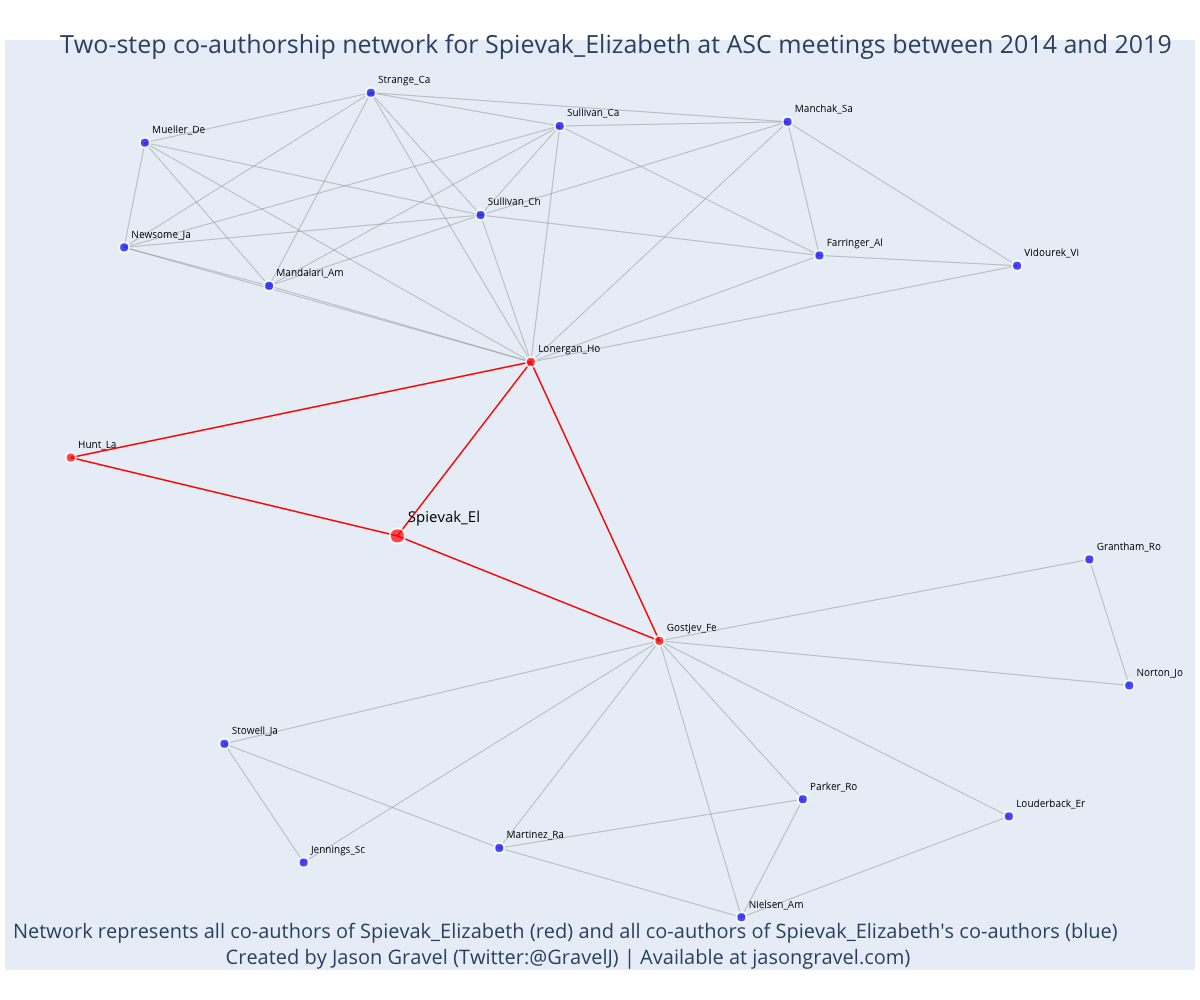 Two-step co-authorship network for Spievak_Elizabeth at ASC meetings between 2014 and 2019
Strange_Ca
Sullivan_Ca
Manchak_Sa
Mueller_De
Sullivan_Ch
Newsome_Ja
Farringer_Al
Vidourek_Vi
Mandalari_Am
Lonergan_Ho
Hunt_La
Spievak_El
Grantham_Ro
Gostjev_Fe
Norton_Jo
Stowell_Ja
Parker_Ro
Louderback_Er
Martinez_Ra
Jennings_Sc
Nielsen_Am
Network represents all co-authors of Spievak_Elizabeth (red) and all co-authors of Spievak_Elizabeth's co-authors (blue)
Created by Jason Gravel (Twitter:@GravelJ) | Available at jasongravel.com)